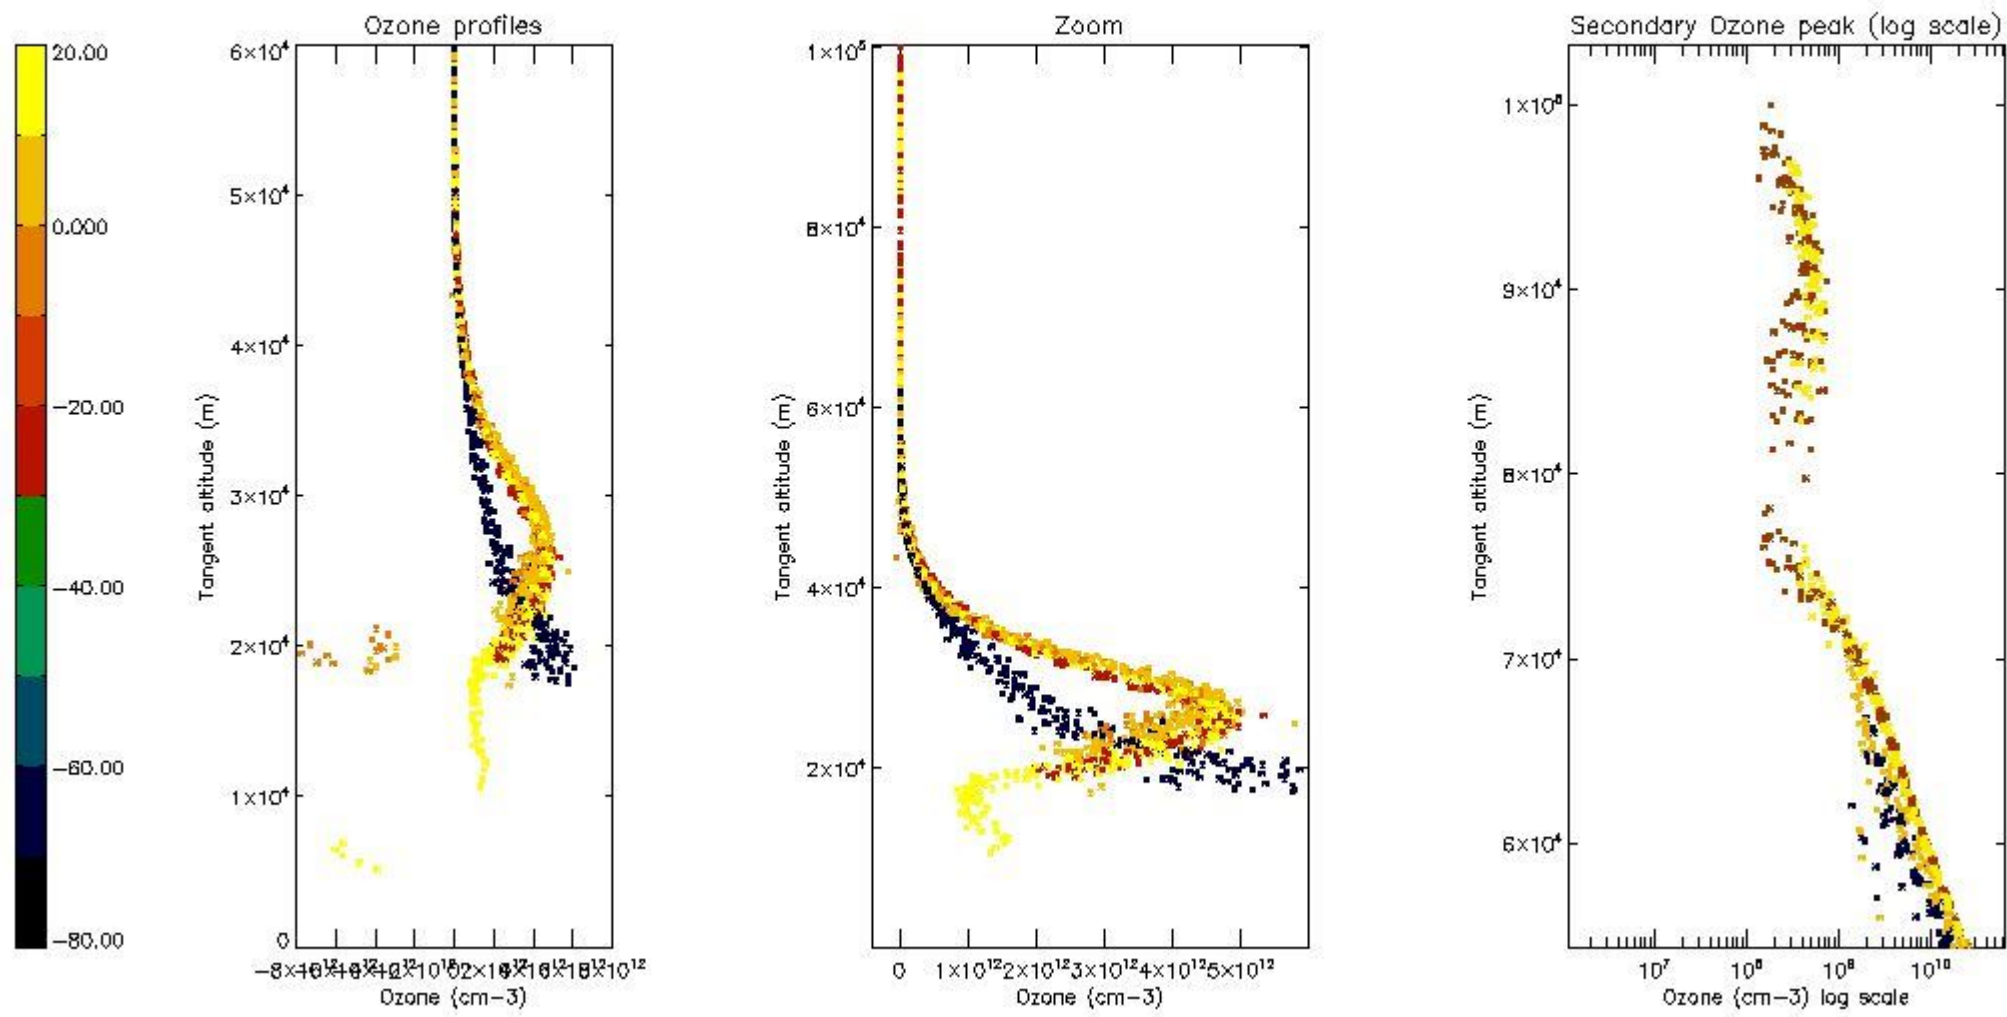 Ozone profiles
Zoom
Secondary Ozone peak (log scale)
20.00
0.000
−20.00
−40.00
−60.00
−80.00
6×10⁴
5×10⁴
4×10⁴
3×10⁴
2×10⁴
1×10⁴
0
Tangent altitude (m)
Ozone (cm−3)
1×10⁵
8×10⁴
6×10⁴
4×10⁴
2×10⁴
Tangent altitude (m)
0 1×10¹² 2×10¹² 3×10¹² 4×10¹² 5×10¹²
Ozone (cm−3)
9×10⁴
8×10⁴
7×10⁴
6×10⁴
Tangent altitude (m)
10⁷ 10⁸ 10⁹ 10¹⁰
Ozone (cm−3) log scale